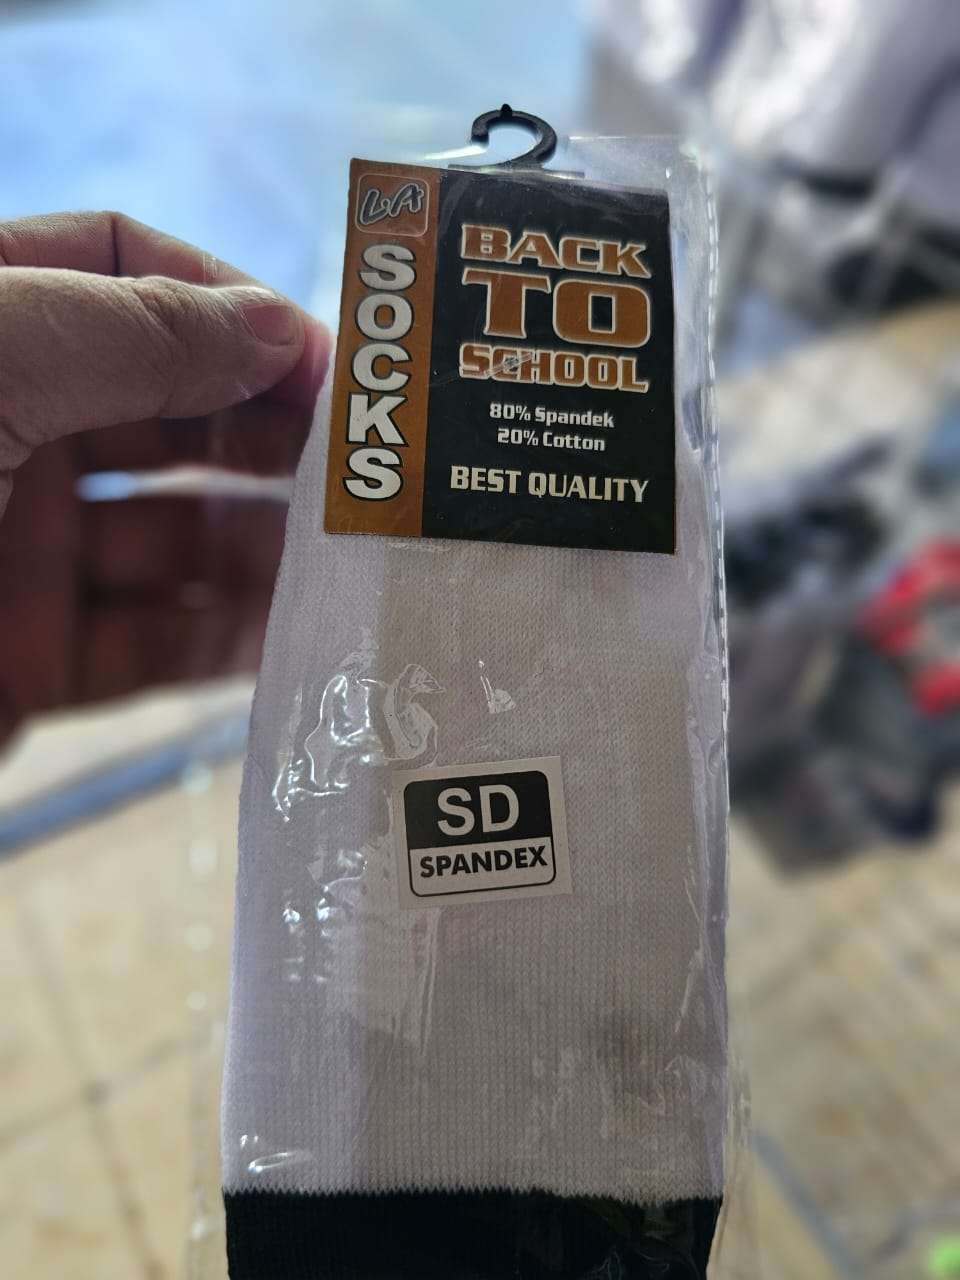 LA
SOCKS
BACK
TO
SCHOOL
80% Spandek
20% Cotton
BEST QUALITY
SD
SPANDEX